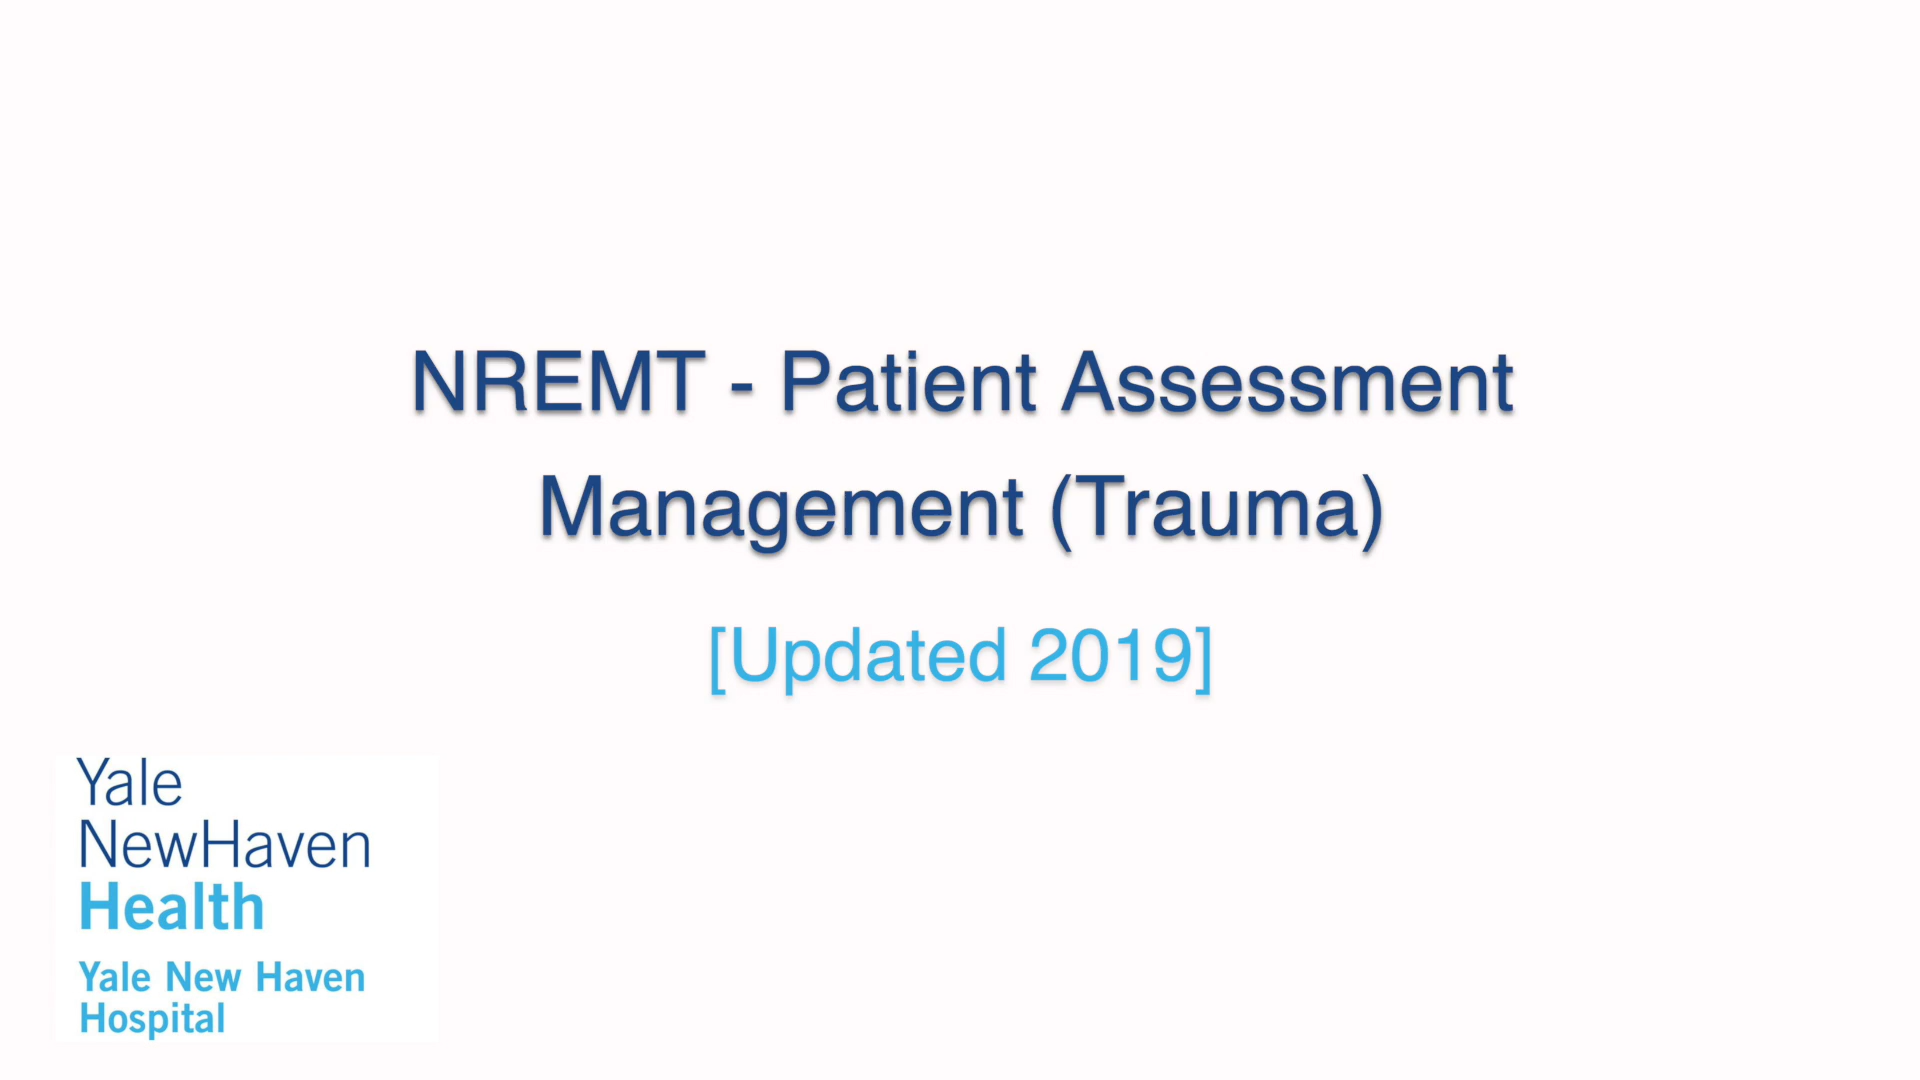 NREMT - Patient Assessment
Management (Trauma)
[Updated 2019]
Yale
NewHaven
Health
Yale New Haven
Hospital